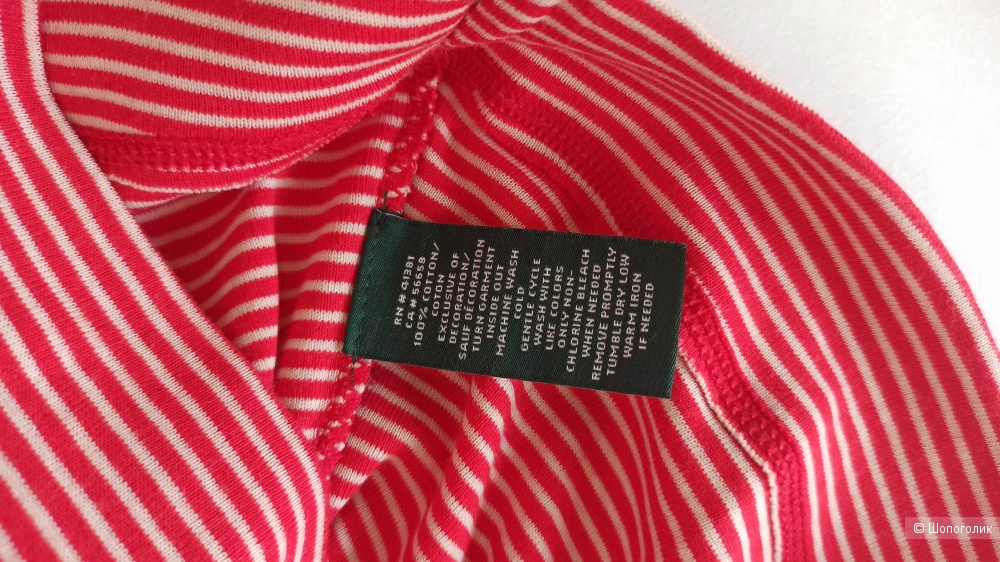 RN # 41381
CA # 56658
100% COTTON/
COTON
EXCLUSIVE OF
DECORATION/
SAUF DÉCORATION
TURN GARMENT
INSIDE OUT
MACHINE WASH
COLD
GENTLE CYCLE
WASH WITH
LIKE COLORS
ONLY NON-
CHLORINE BLEACH
WHEN NEEDED
REMOVE PROMPTLY
TUMBLE DRY LOW
WARM IRON
IF NEEDED
© Шопоголик